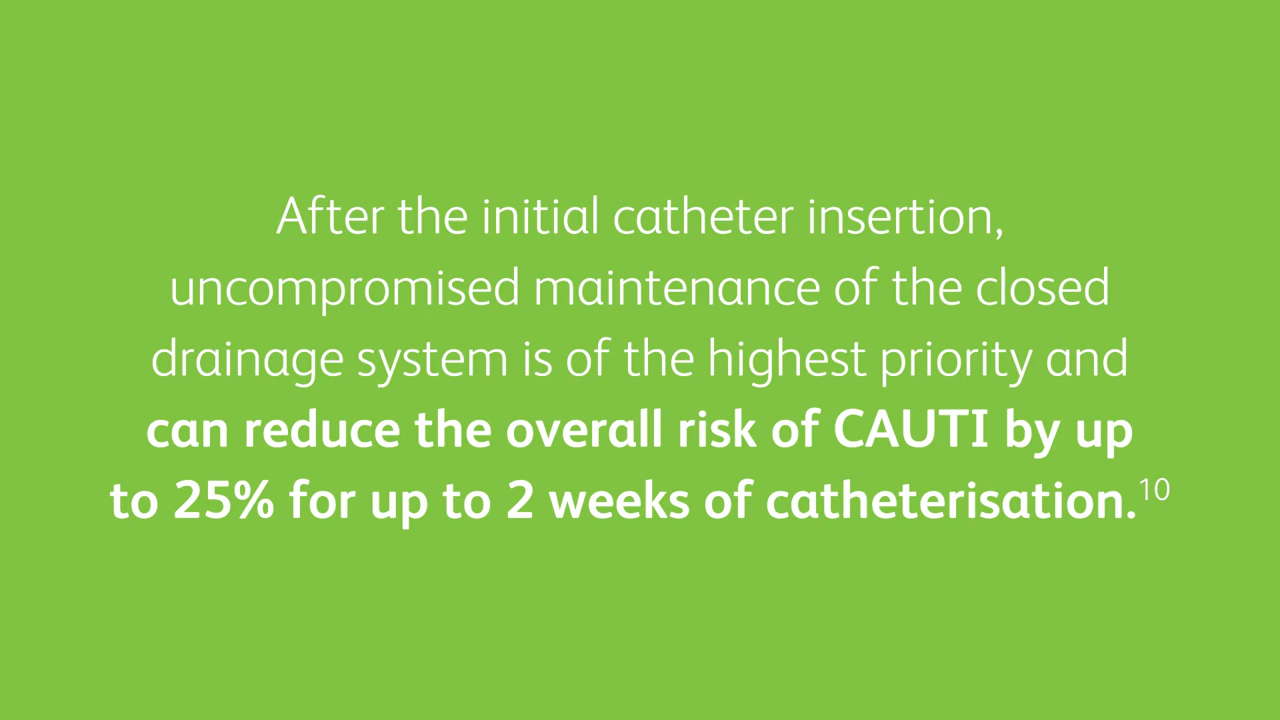 After the initial catheter insertion,
uncompromised maintenance of the closed
drainage system is of the highest priority and
can reduce the overall risk of CAUTI by up
to 25% for up to 2 weeks of catheterisation.10